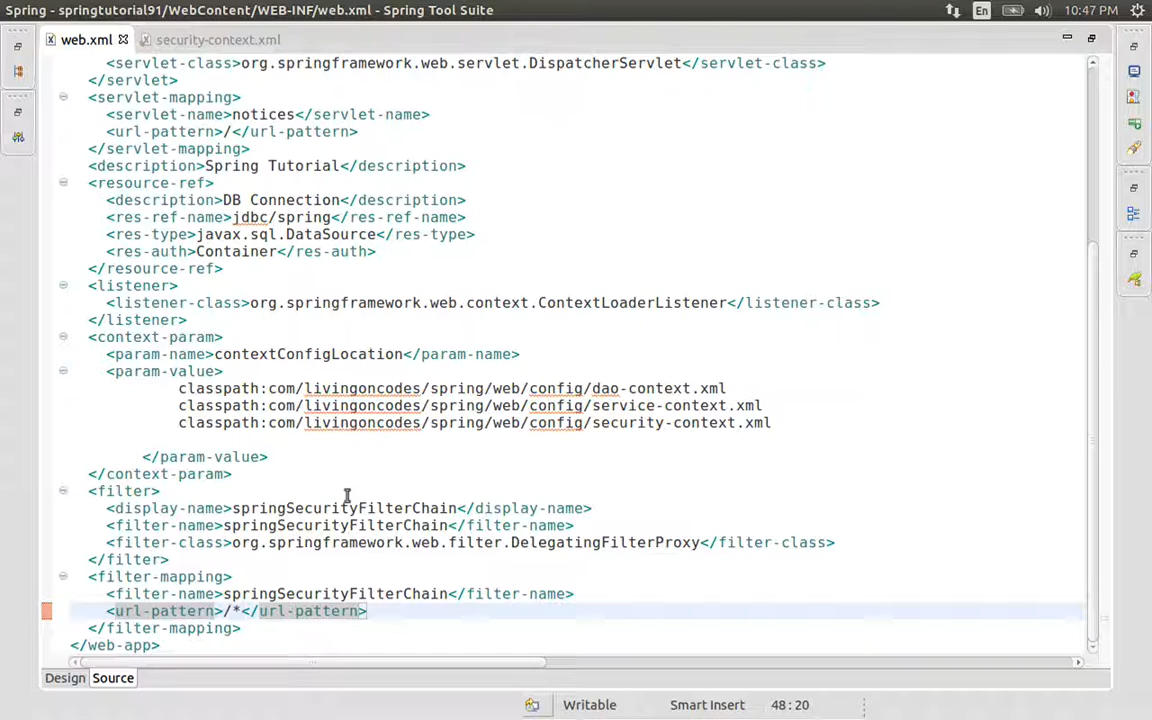 Spring - springtutorial91/WebContent/WEB-INF/web.xml - Spring Tool Suite
En
10:47 PM
web.xml
security-context.xml
<servlet-class>org.springframework.web.servlet.DispatcherServlet</servlet-class>
</servlet>
<servlet-mapping>
<servlet-name>notices</servlet-name>
<url-pattern>/</url-pattern>
</servlet-mapping>
<description>Spring Tutorial</description>
<resource-ref>
<description>DB Connection</description>
<res-ref-name>jdbc/spring</res-ref-name>
<res-type>javax.sql.DataSource</res-type>
<res-auth>Container</res-auth>
</resource-ref>
<listener>
<listener-class>org.springframework.web.context.ContextLoaderListener</listener-class>
</listener>
<context-param>
<param-name>contextConfigLocation</param-name>
<param-value>
classpath:com/livingoncodes/spring/web/config/dao-context.xml
classpath:com/livingoncodes/spring/web/config/service-context.xml
classpath:com/livingoncodes/spring/web/config/security-context.xml
</param-value>
</context-param>
<filter>
<display-name>springSecurityFilterChain</display-name>
<filter-name>springSecurityFilterChain</filter-name>
<filter-class>org.springframework.web.filter.DelegatingFilterProxy</filter-class>
</filter>
<filter-mapping>
<filter-name>springSecurityFilterChain</filter-name>
<url-pattern>/*</url-pattern>
</filter-mapping>
</web-app>
Design
Source
Writable
Smart Insert
48:20